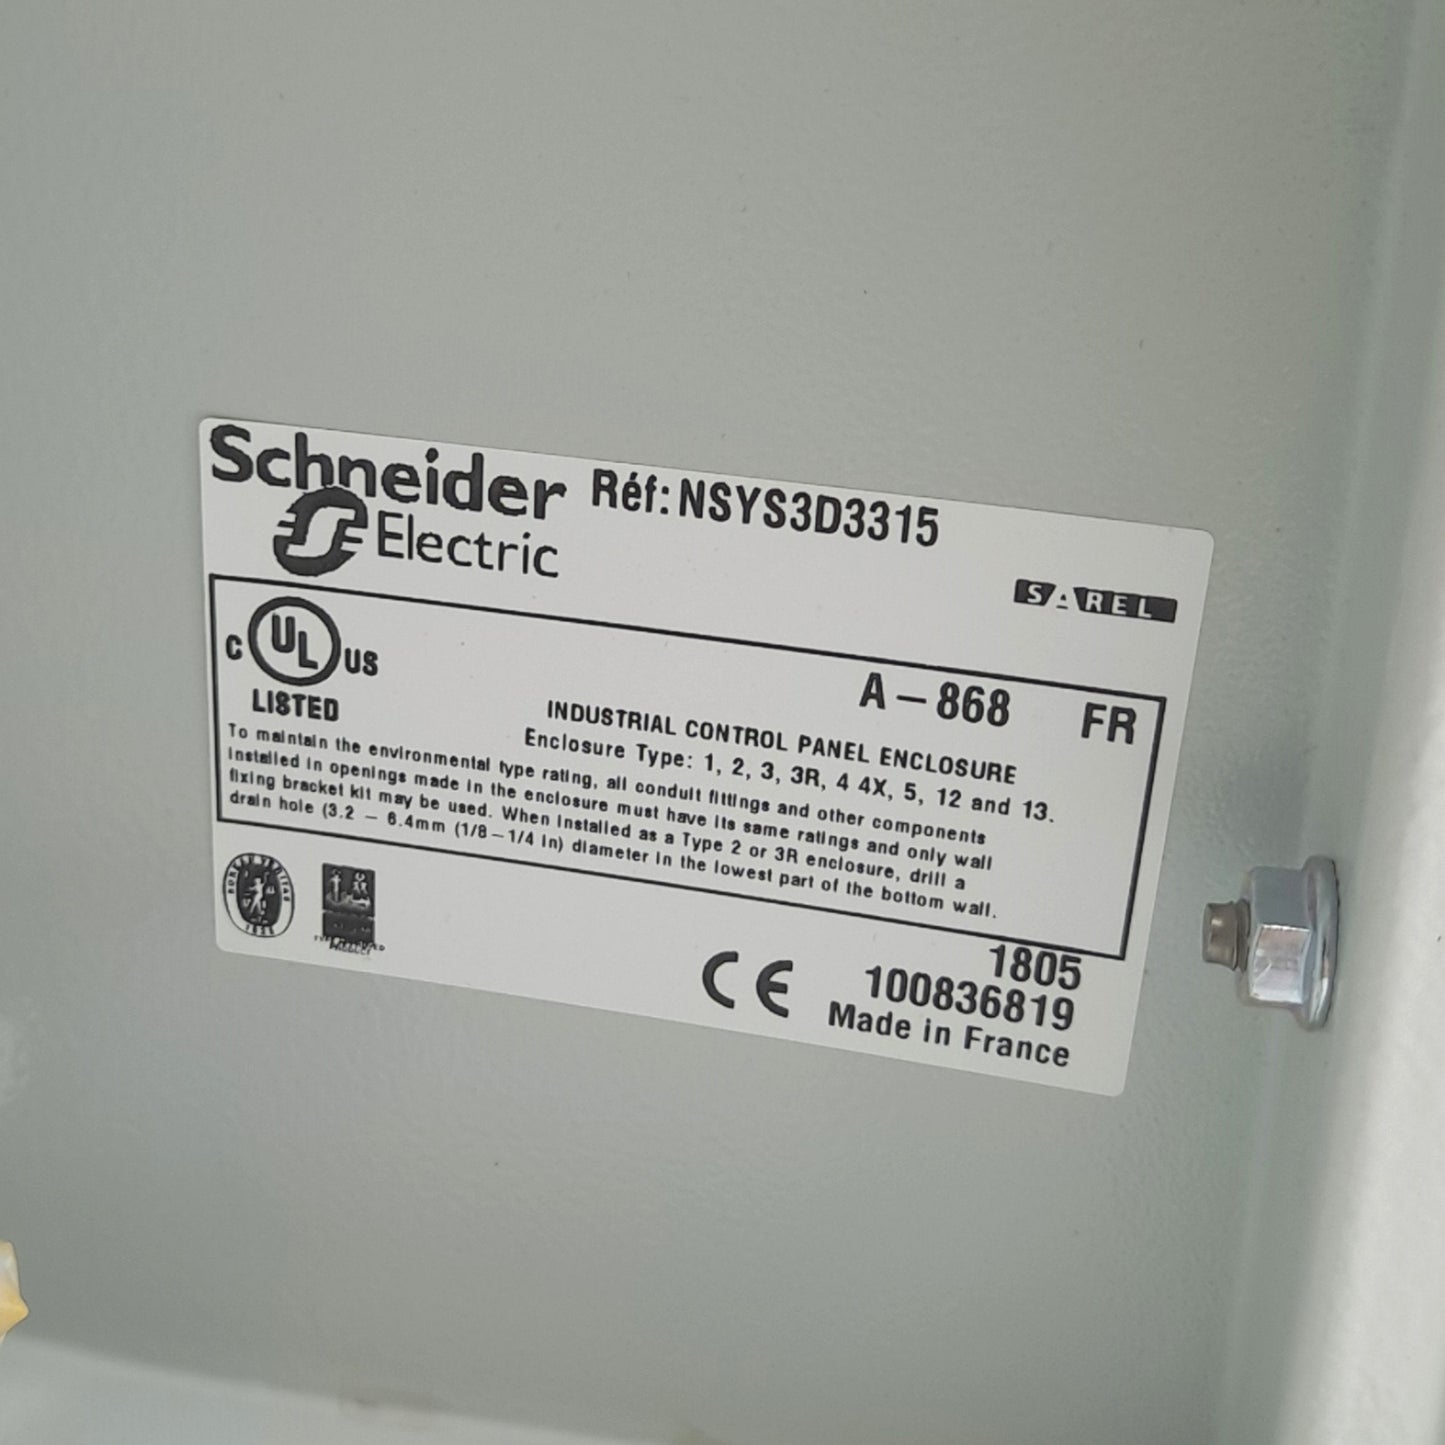 Schneider
Electric
Réf: NSYS3D3315
SAREL
C UL US
LISTED
A-868 FR
INDUSTRIAL CONTROL PANEL ENCLOSURE
Enclosure Type: 1, 2, 3, 3R, 4 4X, 5, 12 and 13.
To maintain the environmental type rating, all conduit fittings and other components
installed in openings made in the enclosure must have its same ratings and only wall
fixing bracket kit may be used. When installed as a Type 2 or 3R enclosure, drill a
drain hole (3.2 – 6.4mm (1/8–1/4 in) diameter in the lowest part of the bottom wall.
BUREAU VERITAS
1828
CE
1805
100836819
Made in France